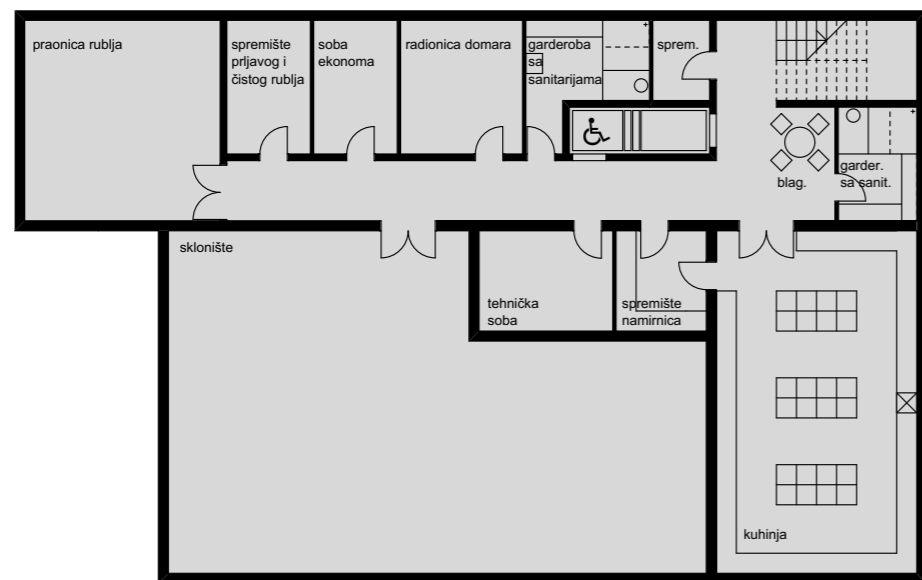 praonica rublja
spremište
prljavog i
čistog rublja
soba
ekonoma
radionica domara
garderoba
sa
sanitarijama
sprem.
blag.
garder.
sa sanit.
sklonište
tehnička
soba
spremište
namirnica
kuhinja